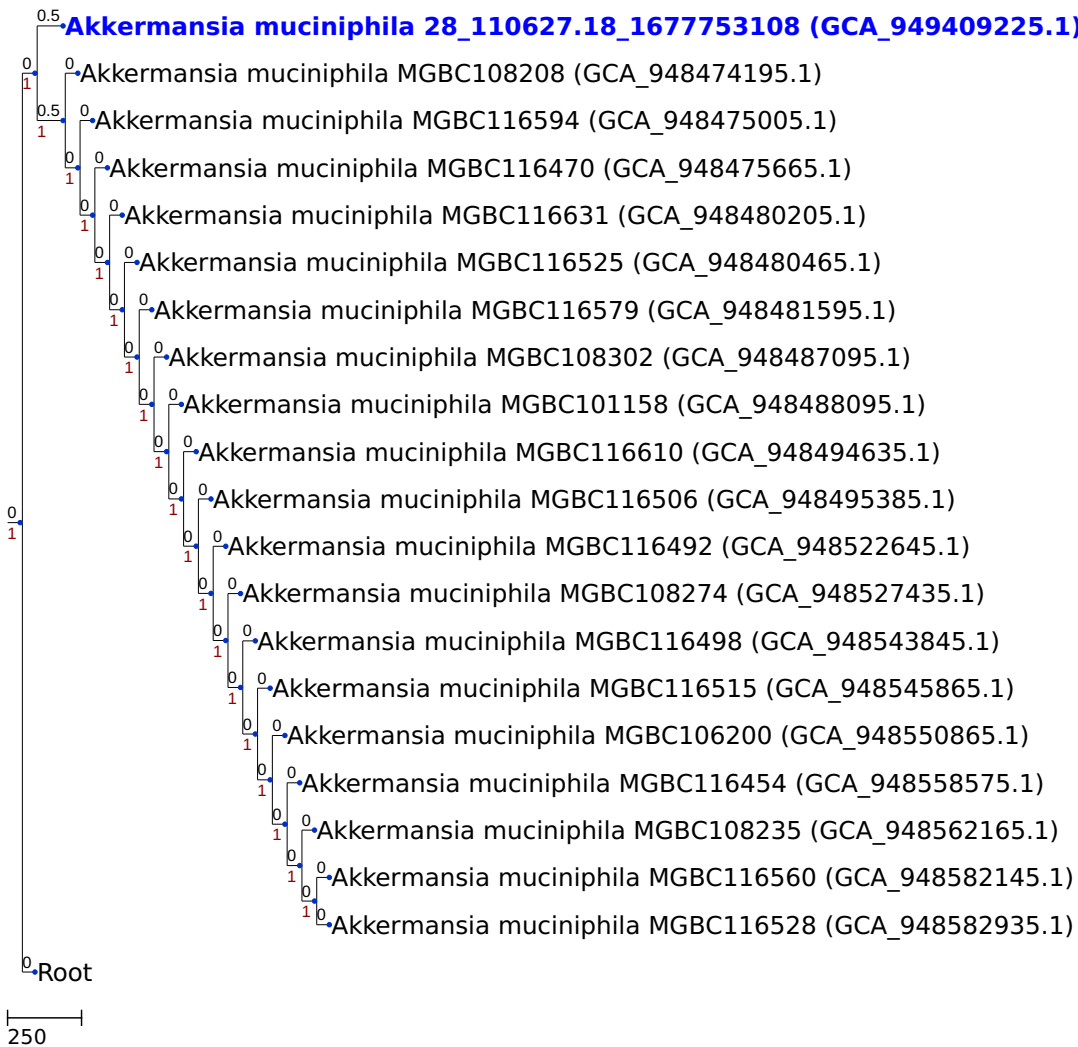 0.5
Akkermansia muciniphila 28_110627.18_1677753108 (GCA_949409225.1)
0
1
0
Akkermansia muciniphila MGBC108208 (GCA_948474195.1)
0.5
1
0
Akkermansia muciniphila MGBC116594 (GCA_948475005.1)
0
1
0
Akkermansia muciniphila MGBC116470 (GCA_948475665.1)
0
1
0
Akkermansia muciniphila MGBC116631 (GCA_948480205.1)
0
1
0
Akkermansia muciniphila MGBC116525 (GCA_948480465.1)
0
1
0
Akkermansia muciniphila MGBC116579 (GCA_948481595.1)
0
1
0
Akkermansia muciniphila MGBC108302 (GCA_948487095.1)
0
1
0
Akkermansia muciniphila MGBC101158 (GCA_948488095.1)
0
1
0
Akkermansia muciniphila MGBC116610 (GCA_948494635.1)
0
1
0
Akkermansia muciniphila MGBC116506 (GCA_948495385.1)
0
1
0
1
0
Akkermansia muciniphila MGBC116492 (GCA_948522645.1)
0
1
0
Akkermansia muciniphila MGBC108274 (GCA_948527435.1)
0
1
0
Akkermansia muciniphila MGBC116498 (GCA_948543845.1)
0
1
0
Akkermansia muciniphila MGBC116515 (GCA_948545865.1)
0
1
0
Akkermansia muciniphila MGBC106200 (GCA_948550865.1)
0
1
0
Akkermansia muciniphila MGBC116454 (GCA_948558575.1)
0
1
0
Akkermansia muciniphila MGBC108235 (GCA_948562165.1)
0
1
0
Akkermansia muciniphila MGBC116560 (GCA_948582145.1)
0
1
0
Akkermansia muciniphila MGBC116528 (GCA_948582935.1)
0
Root
250